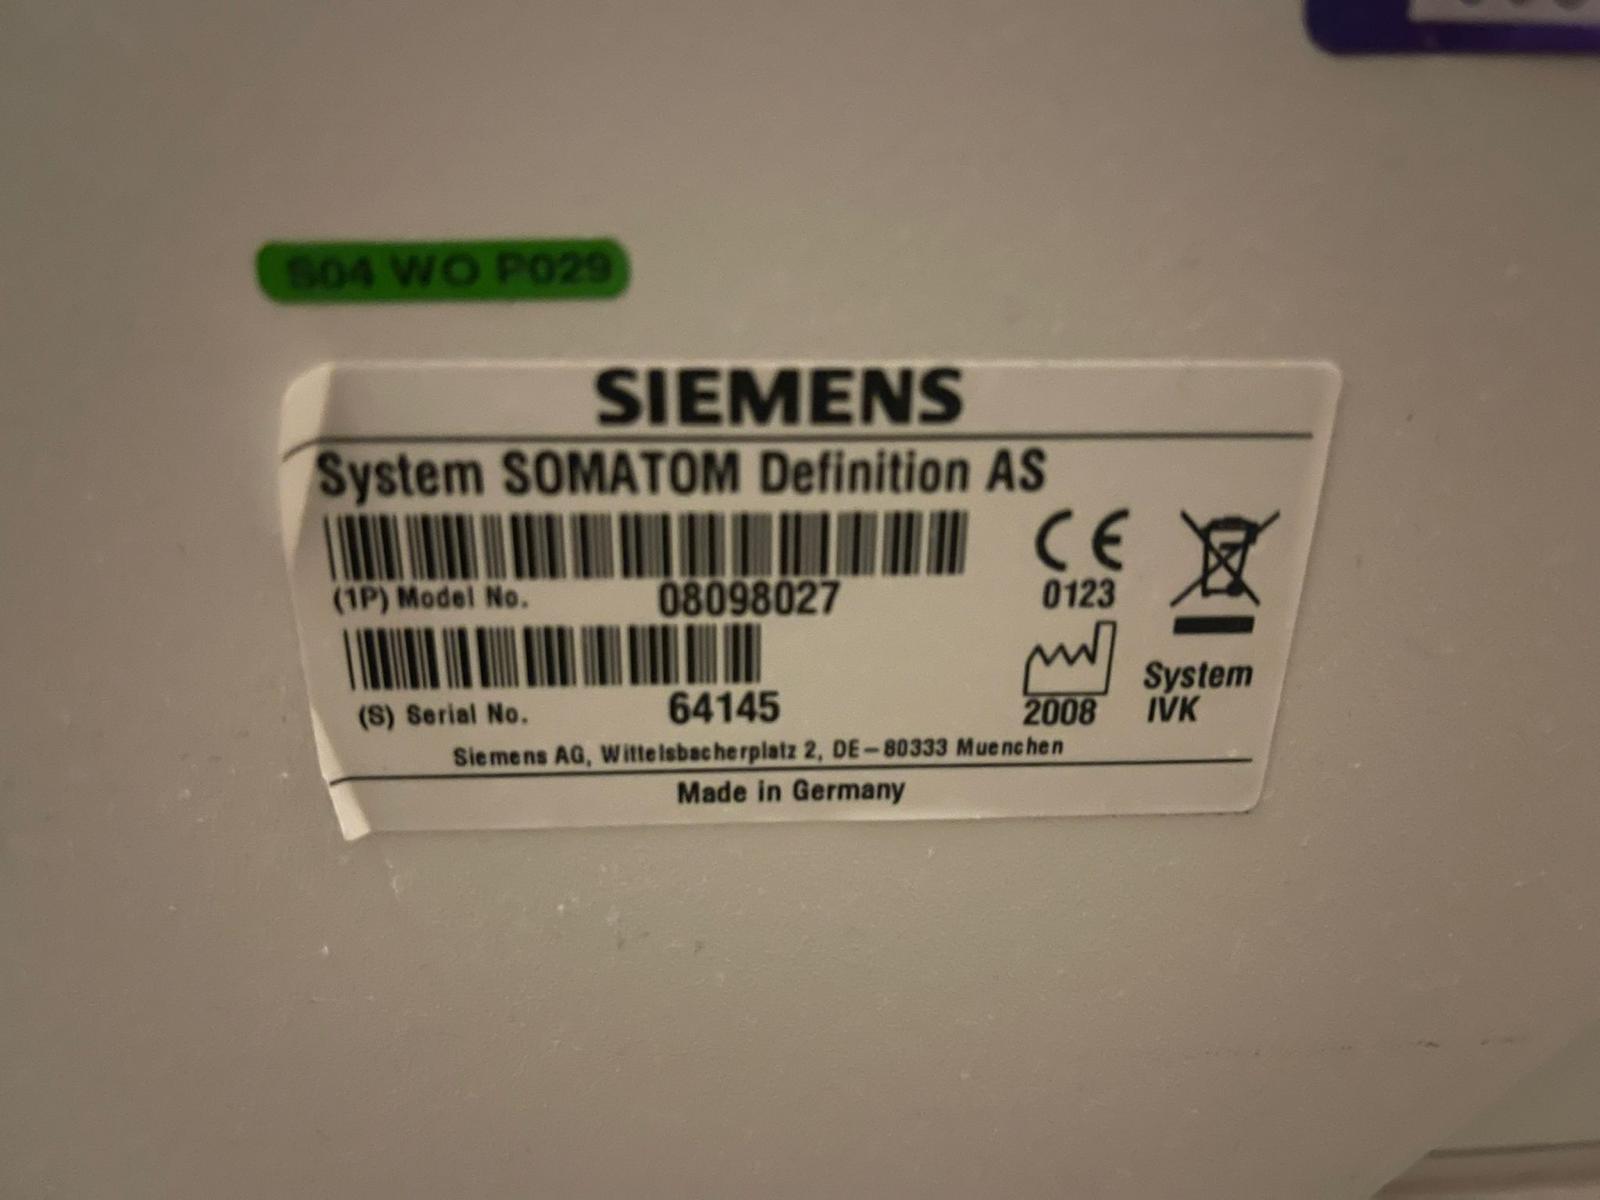 S04 WO P029
SIEMENS
System SOMATOM Definition AS
CE
0123
(1P) Model No. 08098027
(S) Serial No. 64145
2008
System
IVK
Siemens AG, Wittelsbacherplatz 2, DE-80333 Muenchen
Made in Germany